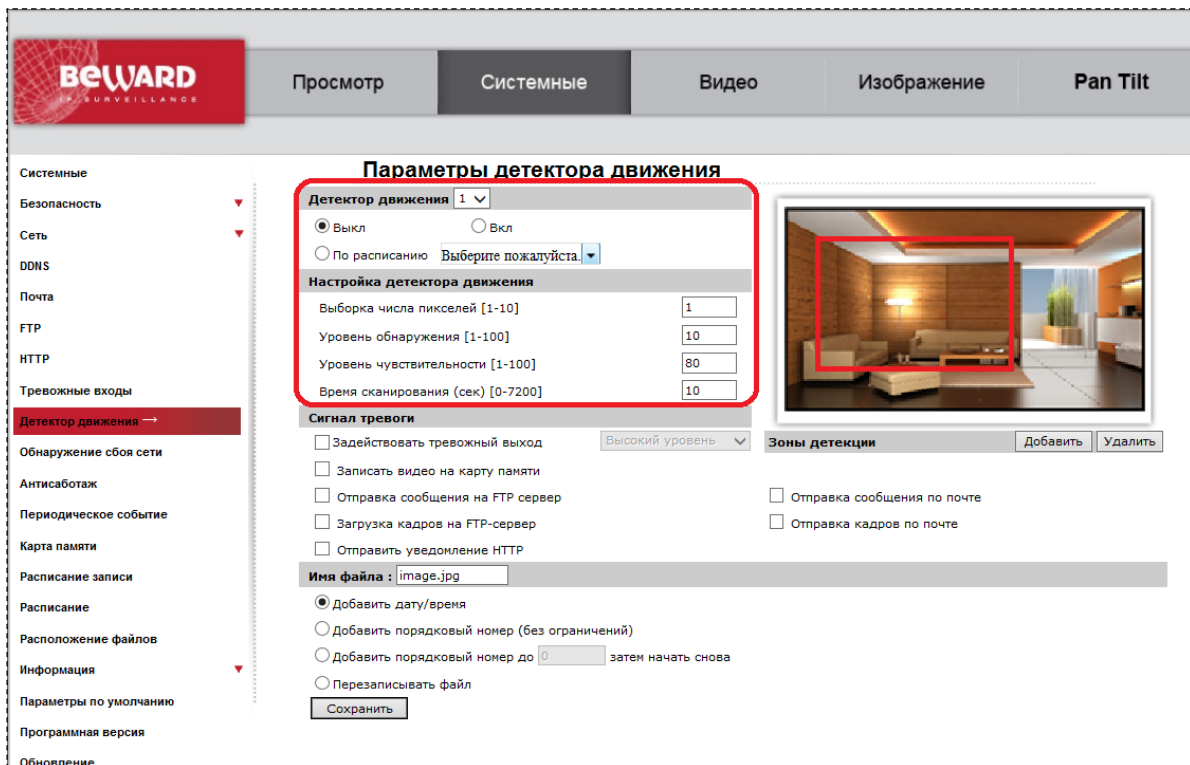 BEWARD
IP SURVEILLANCE
Просмотр
Системные
Видео
Изображение
Pan Tilt
Системные
Безопасность
Сеть
DDNS
Почта
FTP
HTTP
Тревожные входы
Детектор движения →
Обнаружение сбоя сети
Антисаботаж
Периодическое событие
Карта памяти
Расписание записи
Расписание
Расположение файлов
Информация
Параметры по умолчанию
Программная версия
Обновление
Параметры детектора движения
Детектор движения 1
Выкл Вкл
По расписанию Выберите пожалуйста.
Настройка детектора движения
Выборка числа пикселей [1-10] 1
Уровень обнаружения [1-100] 10
Уровень чувствительности [1-100] 80
Время сканирования (сек) [0-7200] 10
Сигнал тревоги
Задействовать тревожный выход Высокий уровень
Зоны детекции Добавить Удалить
Записать видео на карту памяти
Отправка сообщения на FTP сервер Отправка сообщения по почте
Загрузка кадров на FTP-сервер Отправка кадров по почте
Отправить уведомление HTTP
Имя файла : image.jpg
Добавить дату/время
Добавить порядковый номер (без ограничений)
Добавить порядковый номер до 0 затем начать снова
Перезаписывать файл
Сохранить